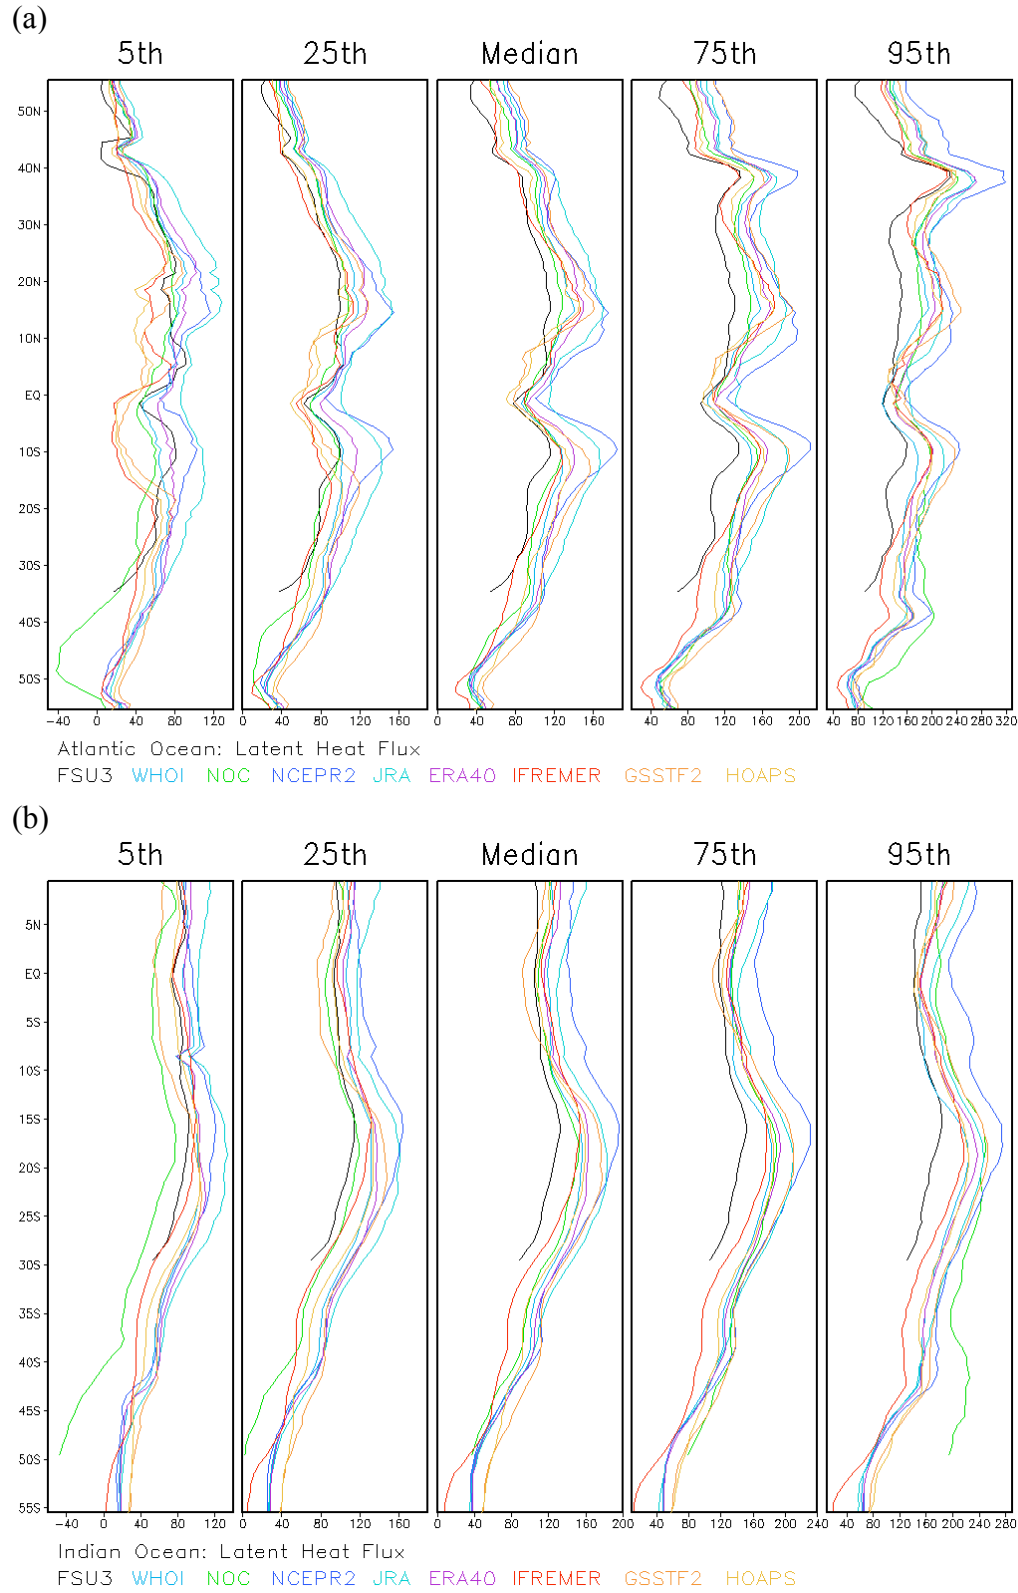 (a)
5th 25th Median 75th 95th
50N
40N
30N
20N
10N
EQ
10S
20S
30S
40S
50S
-40 0 40 80 120 0 40 80 120 160 0 40 80 120 160 40 80 120 160 200 40 80 120 160 200 240 280 320
Atlantic Ocean: Latent Heat Flux
FSU3 WHOI NOC NCEPR2 JRA ERA40 IFREMER GSSTF2 HOAPS
(b)
5th 25th Median 75th 95th
5N
EQ
5S
10S
15S
20S
25S
30S
35S
40S
45S
50S
55S
-40 0 40 80 120 0 40 80 120 160 0 40 80 120 160 200 40 80 120 160 200 240 40 80 120 160 200 240 280
Indian Ocean: Latent Heat Flux
FSU3 WHOI NOC NCEPR2 JRA ERA40 IFREMER GSSTF2 HOAPS